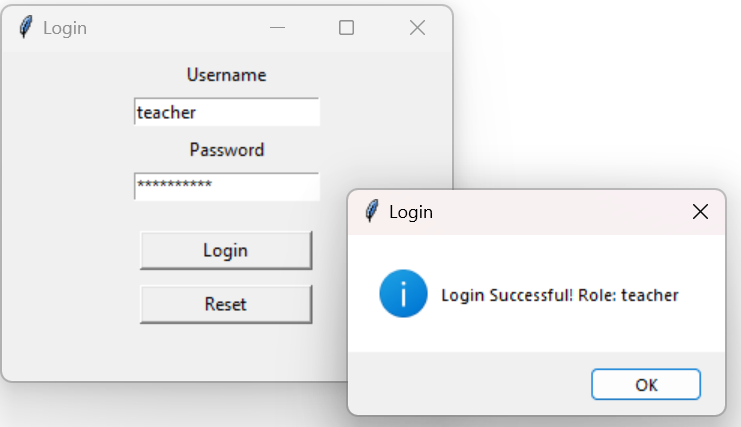 Login
Username
teacher
Password
**********
Login
Reset
Login
Login Successful! Role: teacher
OK